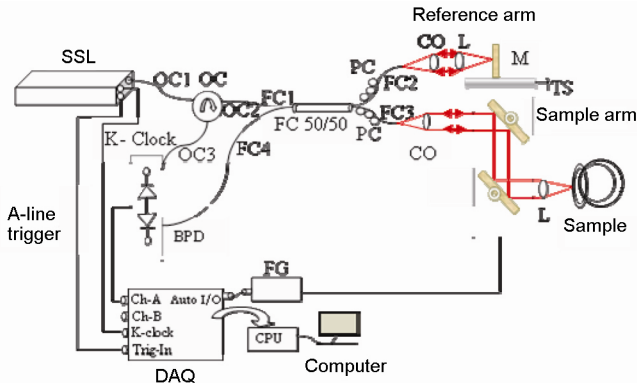 Reference arm
SSL
OC1 OC
CO L
M
PC
FC2
TS
FC1
OC2
FC 50/50
FC3
PC
Sample arm
K- Clock
OC3
FC4
CO
A-line
trigger
BPD
L
Sample
FG
Ch-A Auto I/O
Ch-B
K-clock
Trig-In
CPU
DAQ
Computer